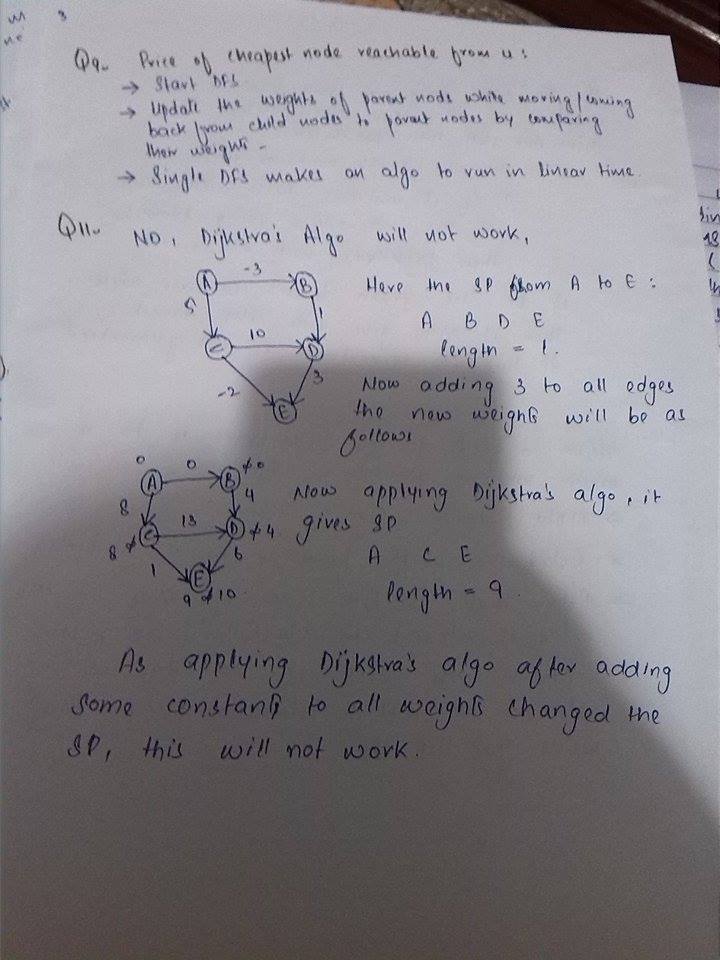 3
Q9- Price of cheapest node reachable from u :
→ Start DFS
→ Update the weights of parent nods while moving/coming
back from child nodes to parent nodes by comparing
their weights -
→ Single DFS makes an algo to run in linear time.
Q11- NO, Dijkstra's Algo will not work,
A -3 B
5 1
C 10 D
-2 3
E
Here the SP from A to E :
A B D E
length = 1.
Now adding 3 to all edges
the new weights will be as
follows
0 0
A 0 B
8 4
8 C 13 D 4
1 6
E
9 10
Now applying Dijkstra's algo, it
gives SP
A C E
length = 9
As applying Dijkstra's algo after adding
some constants to all weights changed the
SP, this will not work.